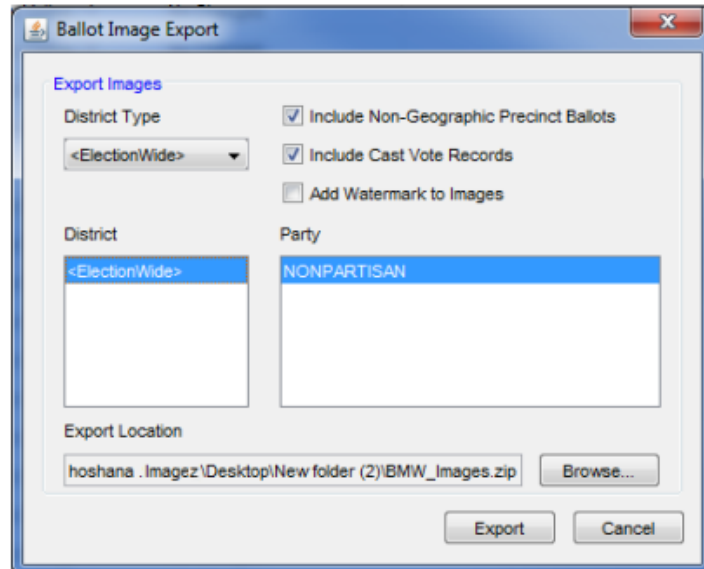 Ballot Image Export
Export Images
District Type
<ElectionWide>
Include Non-Geographic Precinct Ballots
Include Cast Vote Records
Add Watermark to Images
District
<ElectionWide>
Party
NONPARTISAN
Export Location
hoshana . Imagez\Desktop\New folder (2)\BMW_Images.zip
Browse...
Export
Cancel